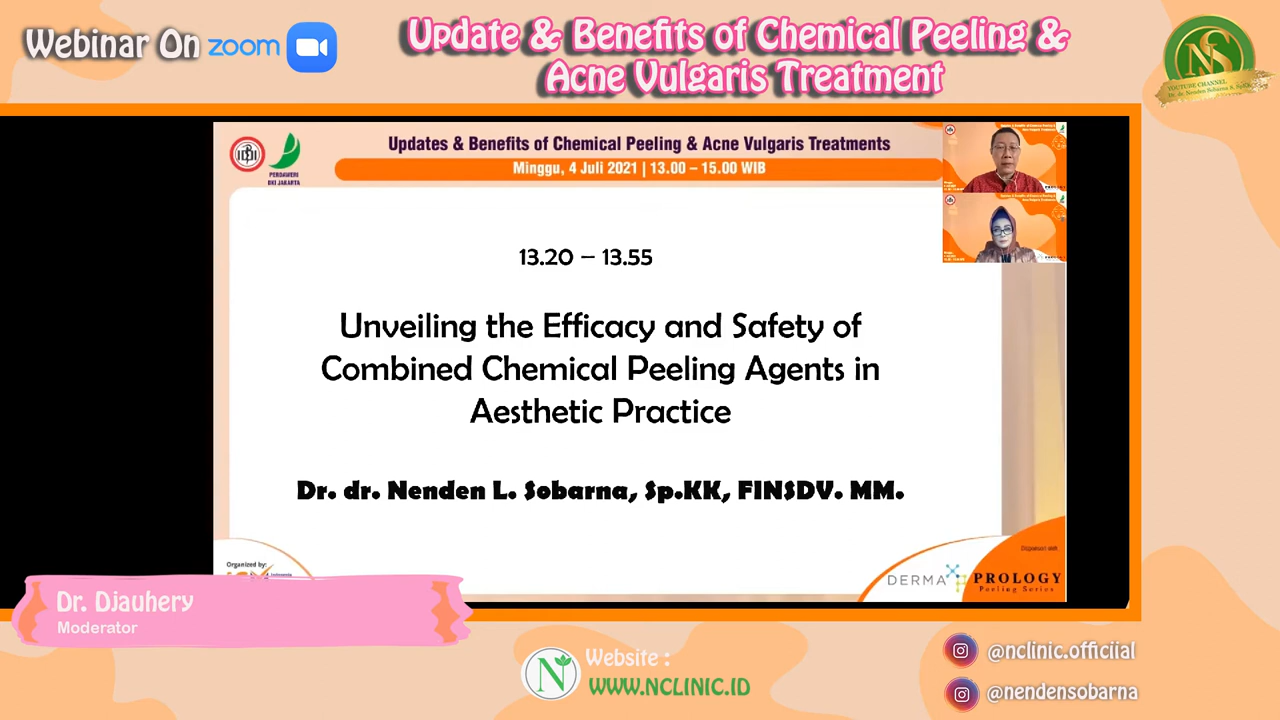 Webinar On zoom
Update & Benefits of Chemical Peeling &
Acne Vulgaris Treatment
NS
YOUTUBE CHANNEL
Updates & Benefits of Chemical Peeling & Acne Vulgaris Treatments
Minggu, 4 Juli 2021 | 13.00 – 15.00 WIB
PERDAWERI
DKI JAKARTA
13.20 – 13.55
Unveiling the Efficacy and Safety of
Combined Chemical Peeling Agents in
Aesthetic Practice
Dr. dr. Nenden L. Sobarna, Sp.KK, FINSDV. MM.
Organized by:
DERMA
PROLOGY
Peeling Series
Dr. Djauhery
Moderator
N
Website :
WWW.NCLINIC.ID
@nclinic.officiial
@nendensobarna